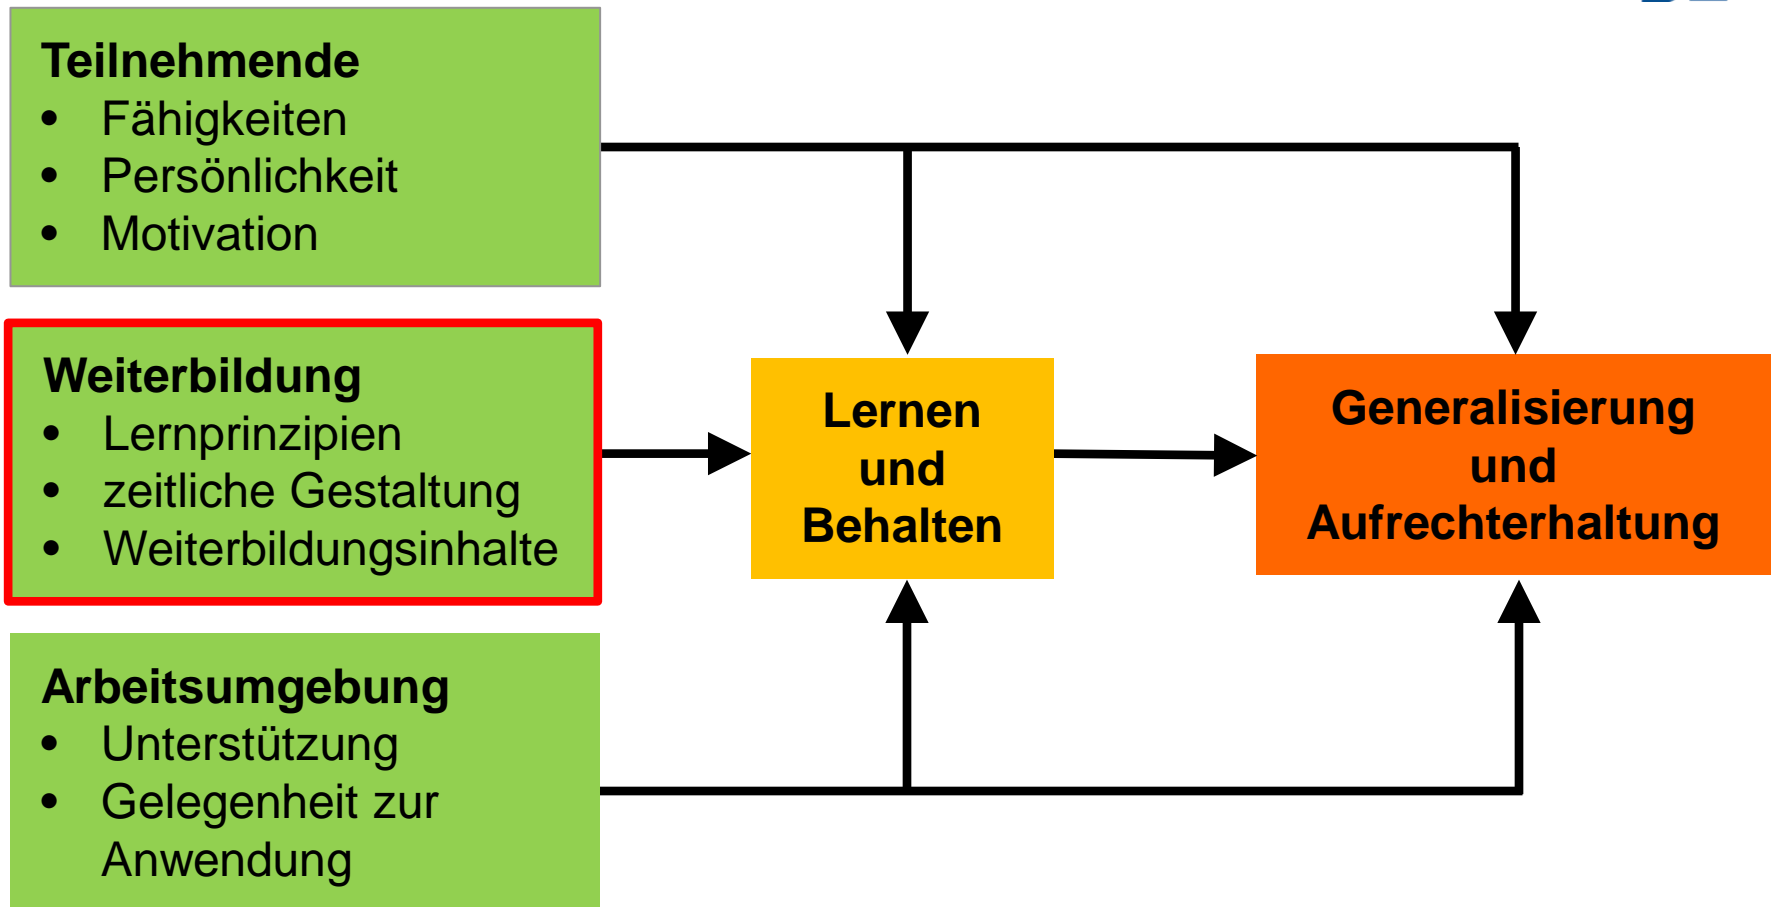 Teilnehmende
• Fähigkeiten
• Persönlichkeit
• Motivation
Weiterbildung
• Lernprinzipien
• zeitliche Gestaltung
• Weiterbildungsinhalte
Arbeitsumgebung
• Unterstützung
• Gelegenheit zur
Anwendung
Lernen
und
Behalten
Generalisierung
und
Aufrechterhaltung